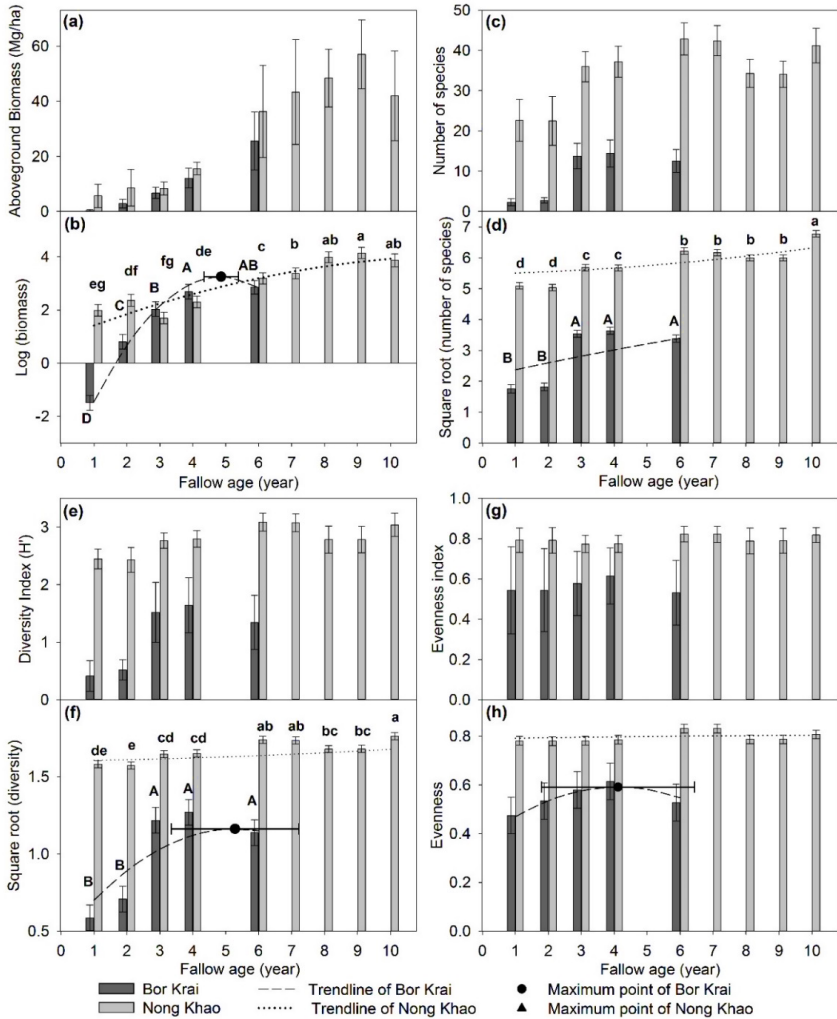 (a)
Aboveground Biomass (Mg/ha)
60
40
20
0
(c)
Number of species
50
40
30
20
10
0
(b)
Log (biomass)
4
2
0
-2
eg df fg de c b ab a ab
D C B A AB
0 1 2 3 4 5 6 7 8 9 10
Fallow age (year)
(d)
Square root (number of species)
7
6
5
4
3
2
1
0
d d c c b b b b a
B B A A A
0 1 2 3 4 5 6 7 8 9 10
Fallow age (year)
(e)
Diversity Index (H')
3
2
1
0
(g)
Evenness index
1.0
0.8
0.6
0.4
0.2
0.0
(f)
Square root (diversity)
1.5
1.0
0.5
de e cd cd ab ab bc bc a
B B A A A
0 1 2 3 4 5 6 7 8 9 10
Fallow age (year)
(h)
Evenness
0.8
0.6
0.4
0.2
0.0
0 1 2 3 4 5 6 7 8 9 10
Fallow age (year)
Bor Krai Trendline of Bor Krai Maximum point of Bor Krai
Nong Khao Trendline of Nong Khao Maximum point of Nong Khao